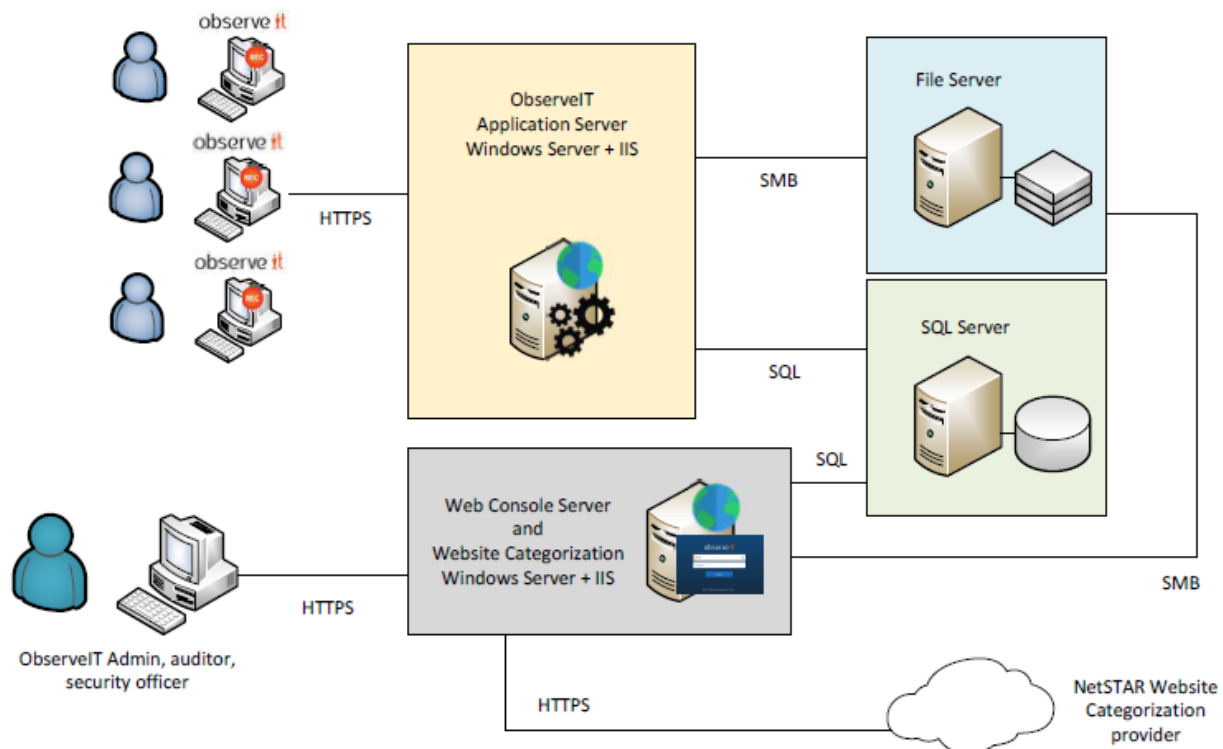 observe it
REC
observe it
REC
HTTPS
observe it
REC
ObserveIT
Application Server
Windows Server + IIS
SMB
File Server
SQL
SQL Server
SQL
Web Console Server
and
Website Categorization
Windows Server + IIS
observe it
SMB
HTTPS
ObserveIT Admin, auditor,
security officer
HTTPS
NetSTAR Website
Categorization
provider